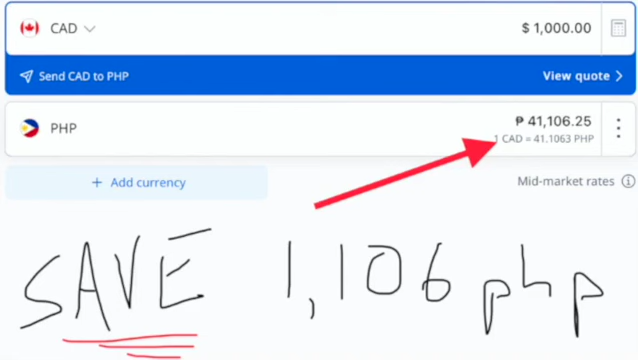 CAD $ 1,000.00
Send CAD to PHP View quote
PHP ₱ 41,106.25
1 CAD = 41.1063 PHP
+ Add currency Mid-market rates
SAVE 1,106 php